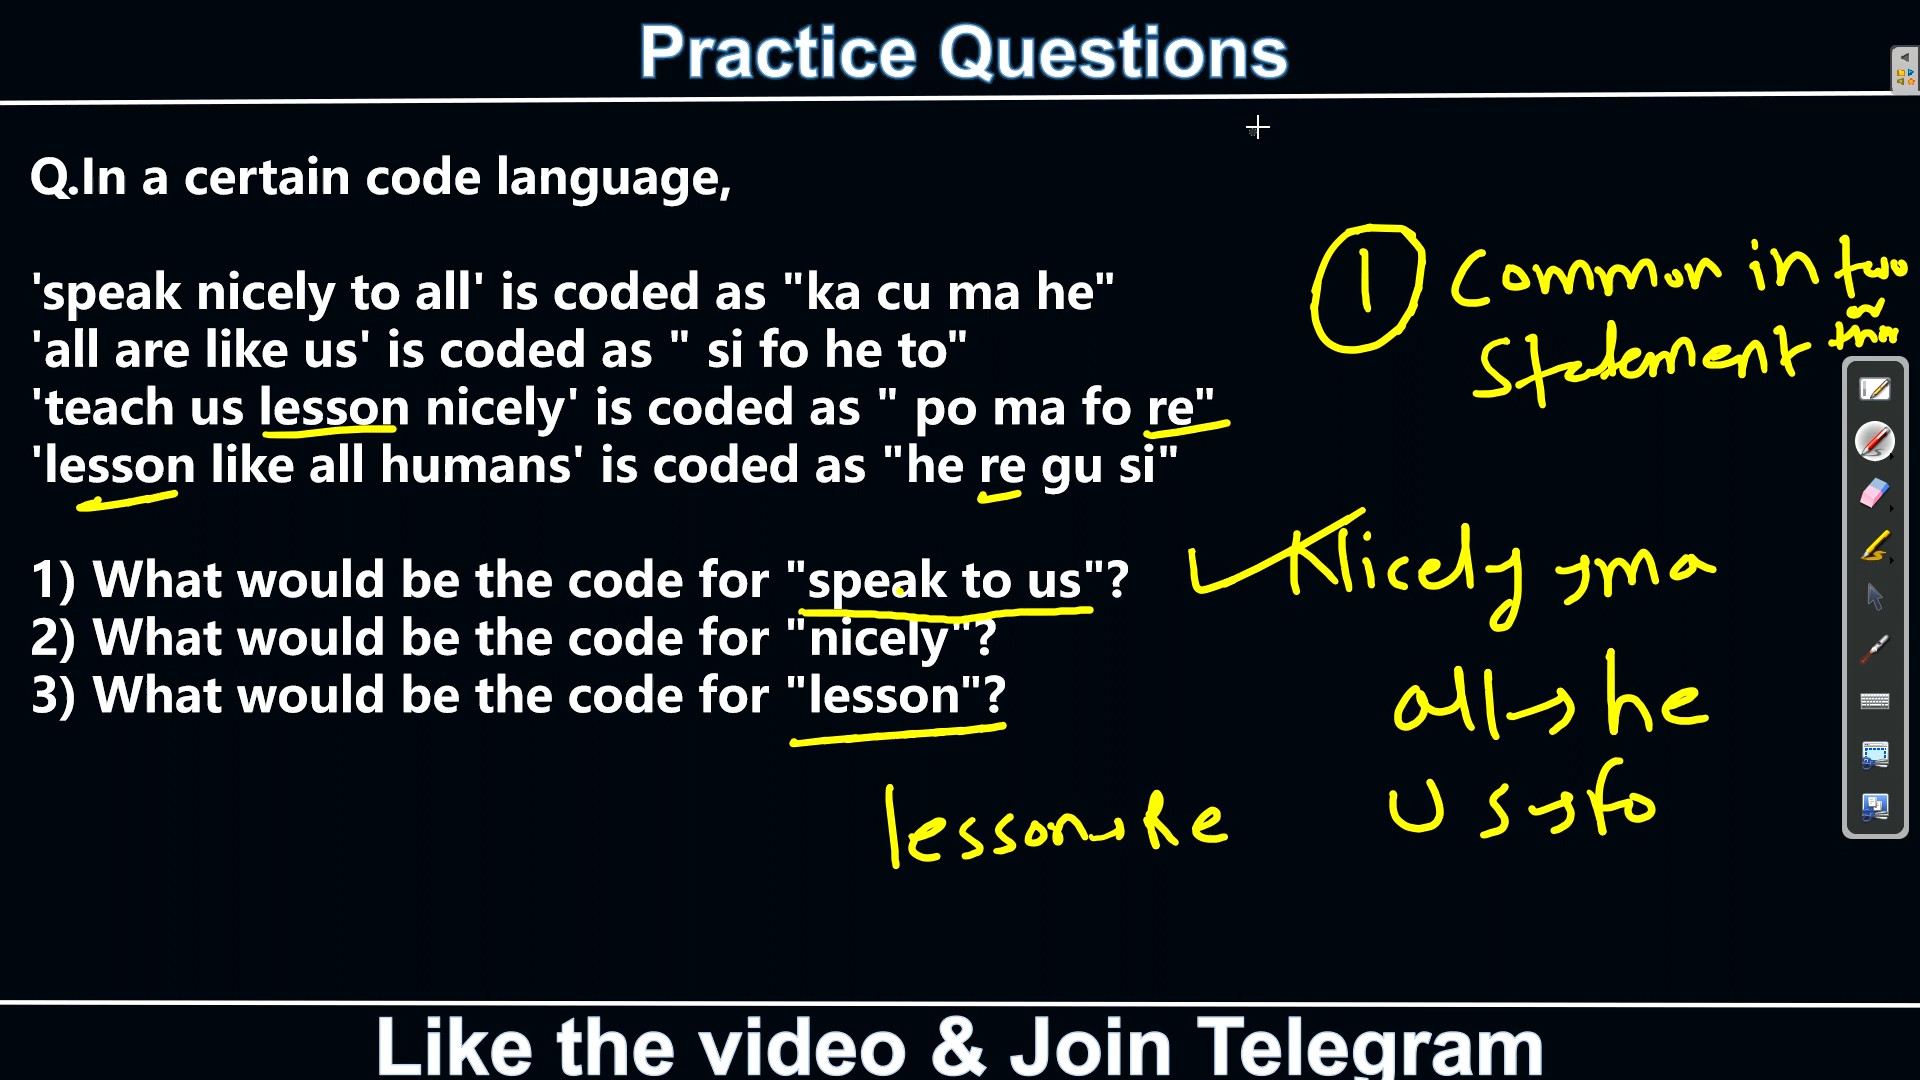 Practice Questions
Q.In a certain code language,
'speak nicely to all' is coded as "ka cu ma he"
'all are like us' is coded as " si fo he to"
'teach us lesson nicely' is coded as " po ma fo re"
'lesson like all humans' is coded as "he re gu si"
1) What would be the code for "speak to us"?
2) What would be the code for "nicely"?
3) What would be the code for "lesson"?
1 Common in two
or
Statement
Nicely → ma
all → he
us → fo
lesson → Re
Like the video & Join Telegram